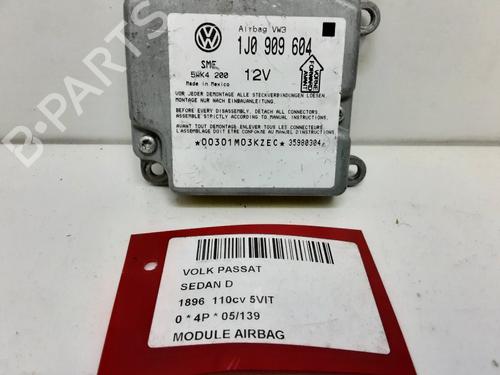 Airbag VW3
1J0 909 604
SME
5WK4 200 12V
Made in Mexico
VORNE
FORWARD
AVANT
VOR JEDER DEMONTAGE ALLE STECKVERBINDUNGEN LOESEN.
MONTAGE NUR NACH EINBAUANLEITUNG.
BEFORE EVERY DISASSEMBLY, DETACH ALL CONNECTORS.
ASSEMBLE STRICTLY ACCORDING TO MANUAL INSTRUCTIONS.
AVANT TOUT DEMONTAGE, ENLEVER TOUS LES CONNECTEURS
L'ASSEMBLAGE DOIT ETRE CONFORME AU MANUEL D'INSTRUCTIONS
*00301M03KZEC* 35980304
VOLK PASSAT
SEDAN D
1896 110cv 5VIT
0 * 4P * 05/139
MODULE AIRBAG